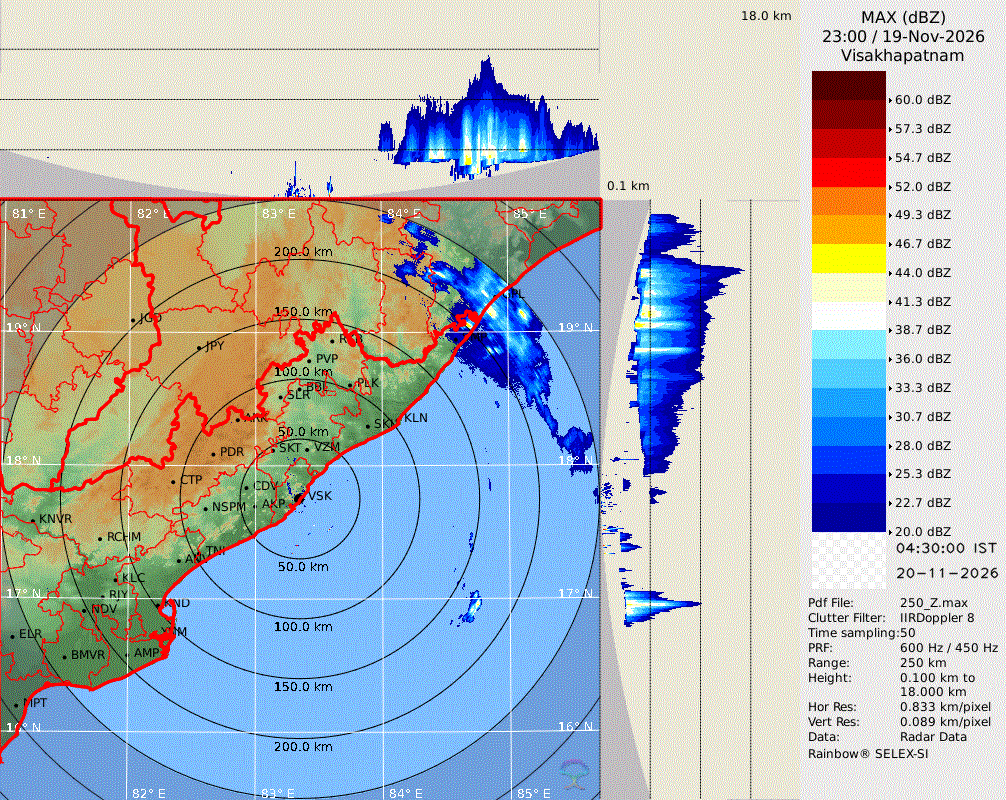 18.0 km
0.1 km
MAX (dBZ)
23:00 / 19-Nov-2026
Visakhapatnam
60.0 dBZ
57.3 dBZ
54.7 dBZ
52.0 dBZ
49.3 dBZ
46.7 dBZ
44.0 dBZ
41.3 dBZ
38.7 dBZ
36.0 dBZ
33.3 dBZ
30.7 dBZ
28.0 dBZ
25.3 dBZ
22.7 dBZ
20.0 dBZ
04:30:00 IST
20-11-2026
Pdf File: 250_Z.max
Clutter Filter: IIRDoppler 8
Time sampling:50
PRF: 600 Hz / 450 Hz
Range: 250 km
Height: 0.100 km to
18.000 km
Hor Res: 0.833 km/pixel
Vert Res: 0.089 km/pixel
Data: Radar Data
Rainbow® SELEX-SI
81° E
82° E
83° E
84° E
85° E
200.0 km
150.0 km
19° N
19° N
JPY
PVP
100.0 km
PLK
SLR
KLN
50.0 km
SKT
VZM
PDR
18° N
18° N
CTP
CDV
VSK
NSPM
AKP
KNVR
RCHM
50.0 km
KLC
RJY
17° N
17° N
KND
NDV
100.0 km
ELR
BMVR
AMP
150.0 km
MPT
16° N
200.0 km
82° E
83° E
84° E
85° E